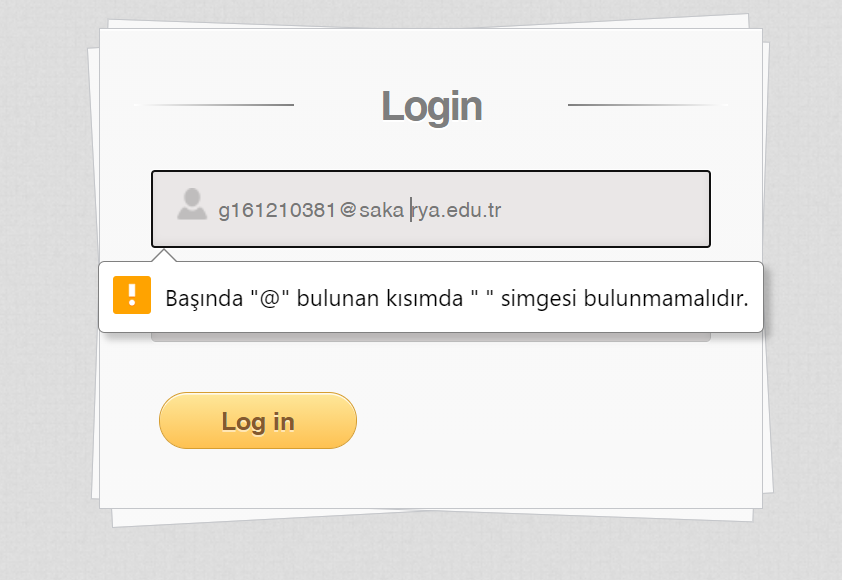 Login
g161210381@saka rya.edu.tr
Başında "@" bulunan kısımda " " simgesi bulunmamalıdır.
Log in